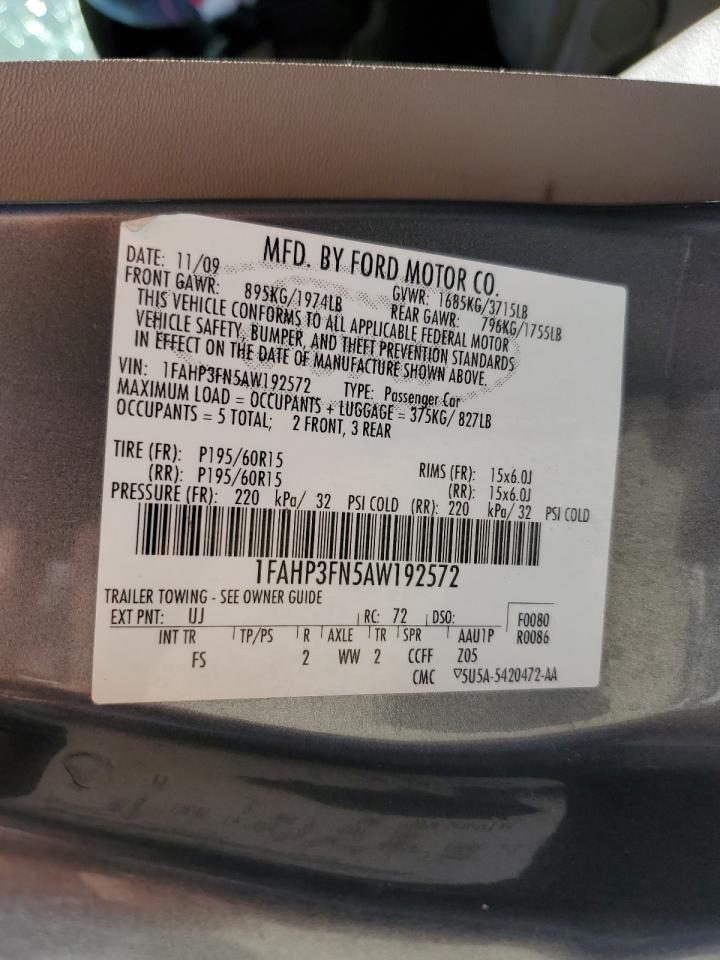 MFD. BY FORD MOTOR CO.
DATE: 11/09 GVWR: 1685KG/3715LB
FRONT GAWR: 895KG/1974LB REAR GAWR: 796KG/1755LB
THIS VEHICLE CONFORMS TO ALL APPLICABLE FEDERAL MOTOR
VEHICLE SAFETY, BUMPER, AND THEFT PREVENTION STANDARDS
IN EFFECT ON THE DATE OF MANUFACTURE SHOWN ABOVE.
VIN: 1FAHP3FN5AW192572 TYPE: Passenger Car
MAXIMUM LOAD = OCCUPANTS + LUGGAGE = 375KG/ 827LB
OCCUPANTS = 5 TOTAL; 2 FRONT, 3 REAR
TIRE (FR): P195/60R15 RIMS (FR): 15x6.0J
(RR): P195/60R15 (RR): 15x6.0J
PRESSURE (FR): 220 kPa/ 32 PSI COLD (RR): 220 kPa/ 32 PSI COLD
1FAHP3FN5AW192572
TRAILER TOWING - SEE OWNER GUIDE
EXT PNT: UJ RC: 72 DSO: F0080
INT TR TP/PS R AXLE TR SPR AAU1P R0086
FS 2 WW 2 CCFF Z05
CMC ▽5U5A-5420472-AA